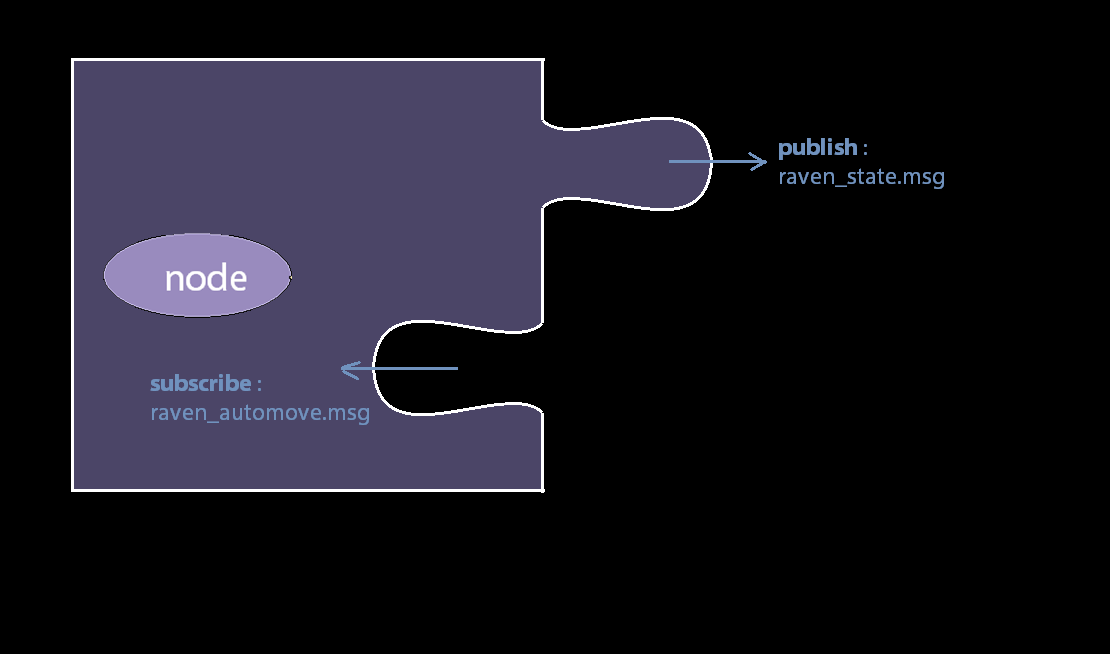 publish :
raven_state.msg
node
subscribe :
raven_automove.msg